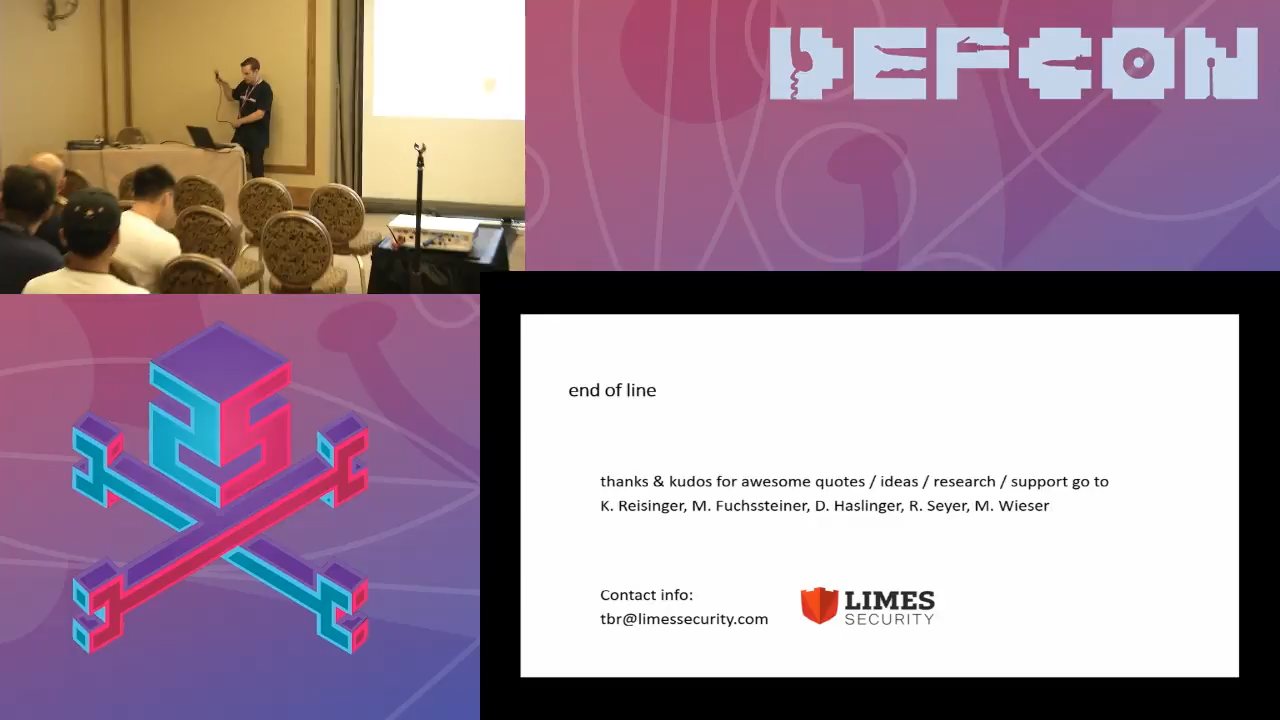 DEFCON
25
end of line
thanks & kudos for awesome quotes / ideas / research / support go to
K. Reisinger, M. Fuchssteiner, D. Haslinger, R. Seyer, M. Wieser
Contact info:
tbr@limessecurity.com
LIMES
SECURITY